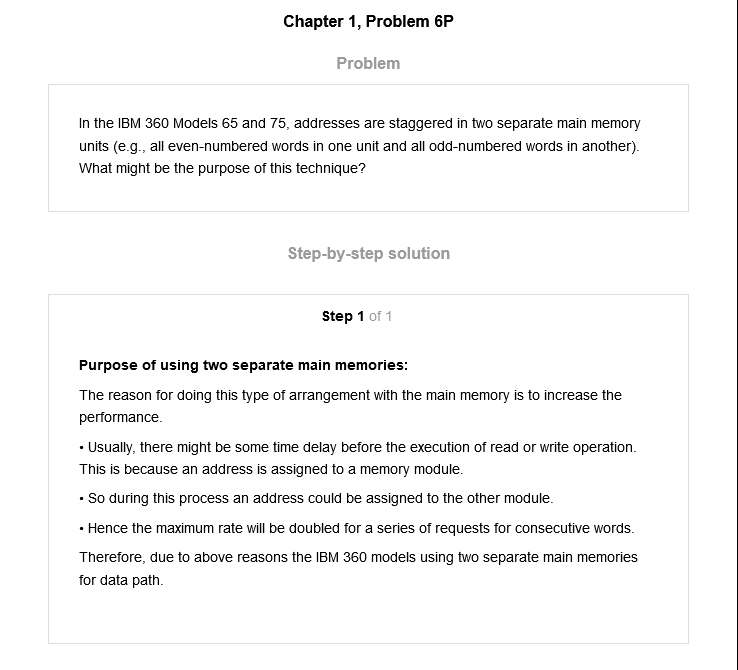 Chapter 1, Problem 6P
Problem
In the IBM 360 Models 65 and 75, addresses are staggered in two separate main memory
units (e.g., all even-numbered words in one unit and all odd-numbered words in another).
What might be the purpose of this technique?
Step-by-step solution
Step 1 of 1
Purpose of using two separate main memories:
The reason for doing this type of arrangement with the main memory is to increase the
performance.
• Usually, there might be some time delay before the execution of read or write operation.
This is because an address is assigned to a memory module.
• So during this process an address could be assigned to the other module.
• Hence the maximum rate will be doubled for a series of requests for consecutive words.
Therefore, due to above reasons the IBM 360 models using two separate main memories
for data path.